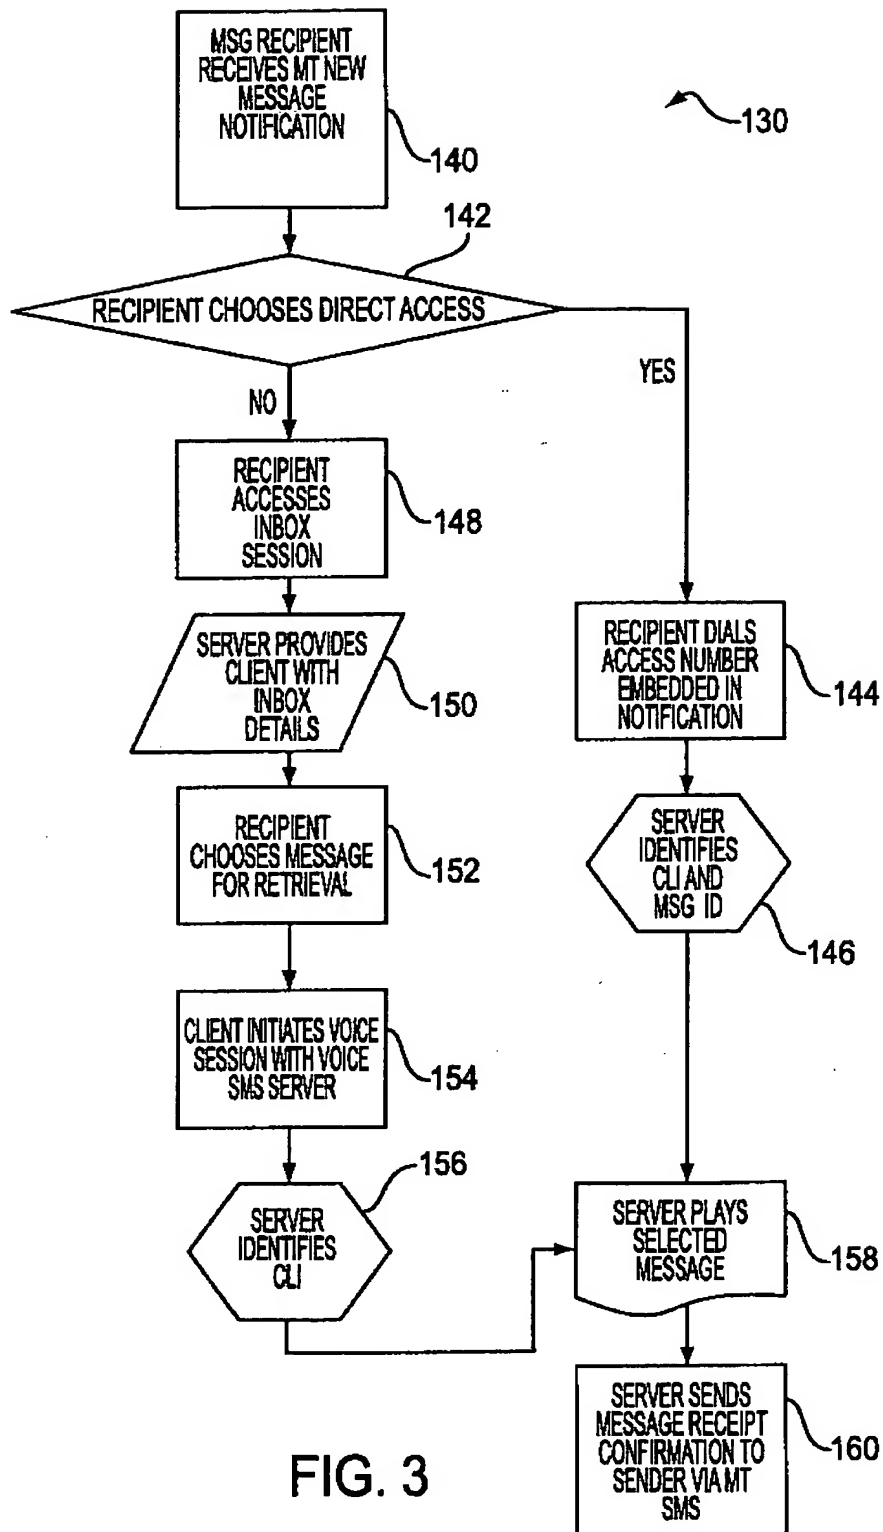 MSG RECIPIENT
RECEIVES MT NEW
MESSAGE
NOTIFICATION
130
140
142
RECIPIENT CHOOSES DIRECT ACCESS
YES
NO
RECIPIENT
ACCESSES
INBOX
SESSION
148
SERVER PROVIDES
CLIENT WITH
INBOX
DETAILS
150
RECIPIENT DIALS
ACCESS NUMBER
EMBEDDED IN
NOTIFICATION
144
RECIPIENT
CHOOSES MESSAGE
FOR RETRIEVAL
152
SERVER
IDENTIFIES
CLI AND
MSG ID
146
CLIENT INITIATES VOICE
SESSION WITH VOICE
SMS SERVER
154
156
SERVER
IDENTIFIES
CLI
SERVER PLAYS
SELECTED
MESSAGE
158
SERVER SENDS
MESSAGE RECEIPT
CONFIRMATION TO
SENDER VIA MT
SMS
160
FIG. 3